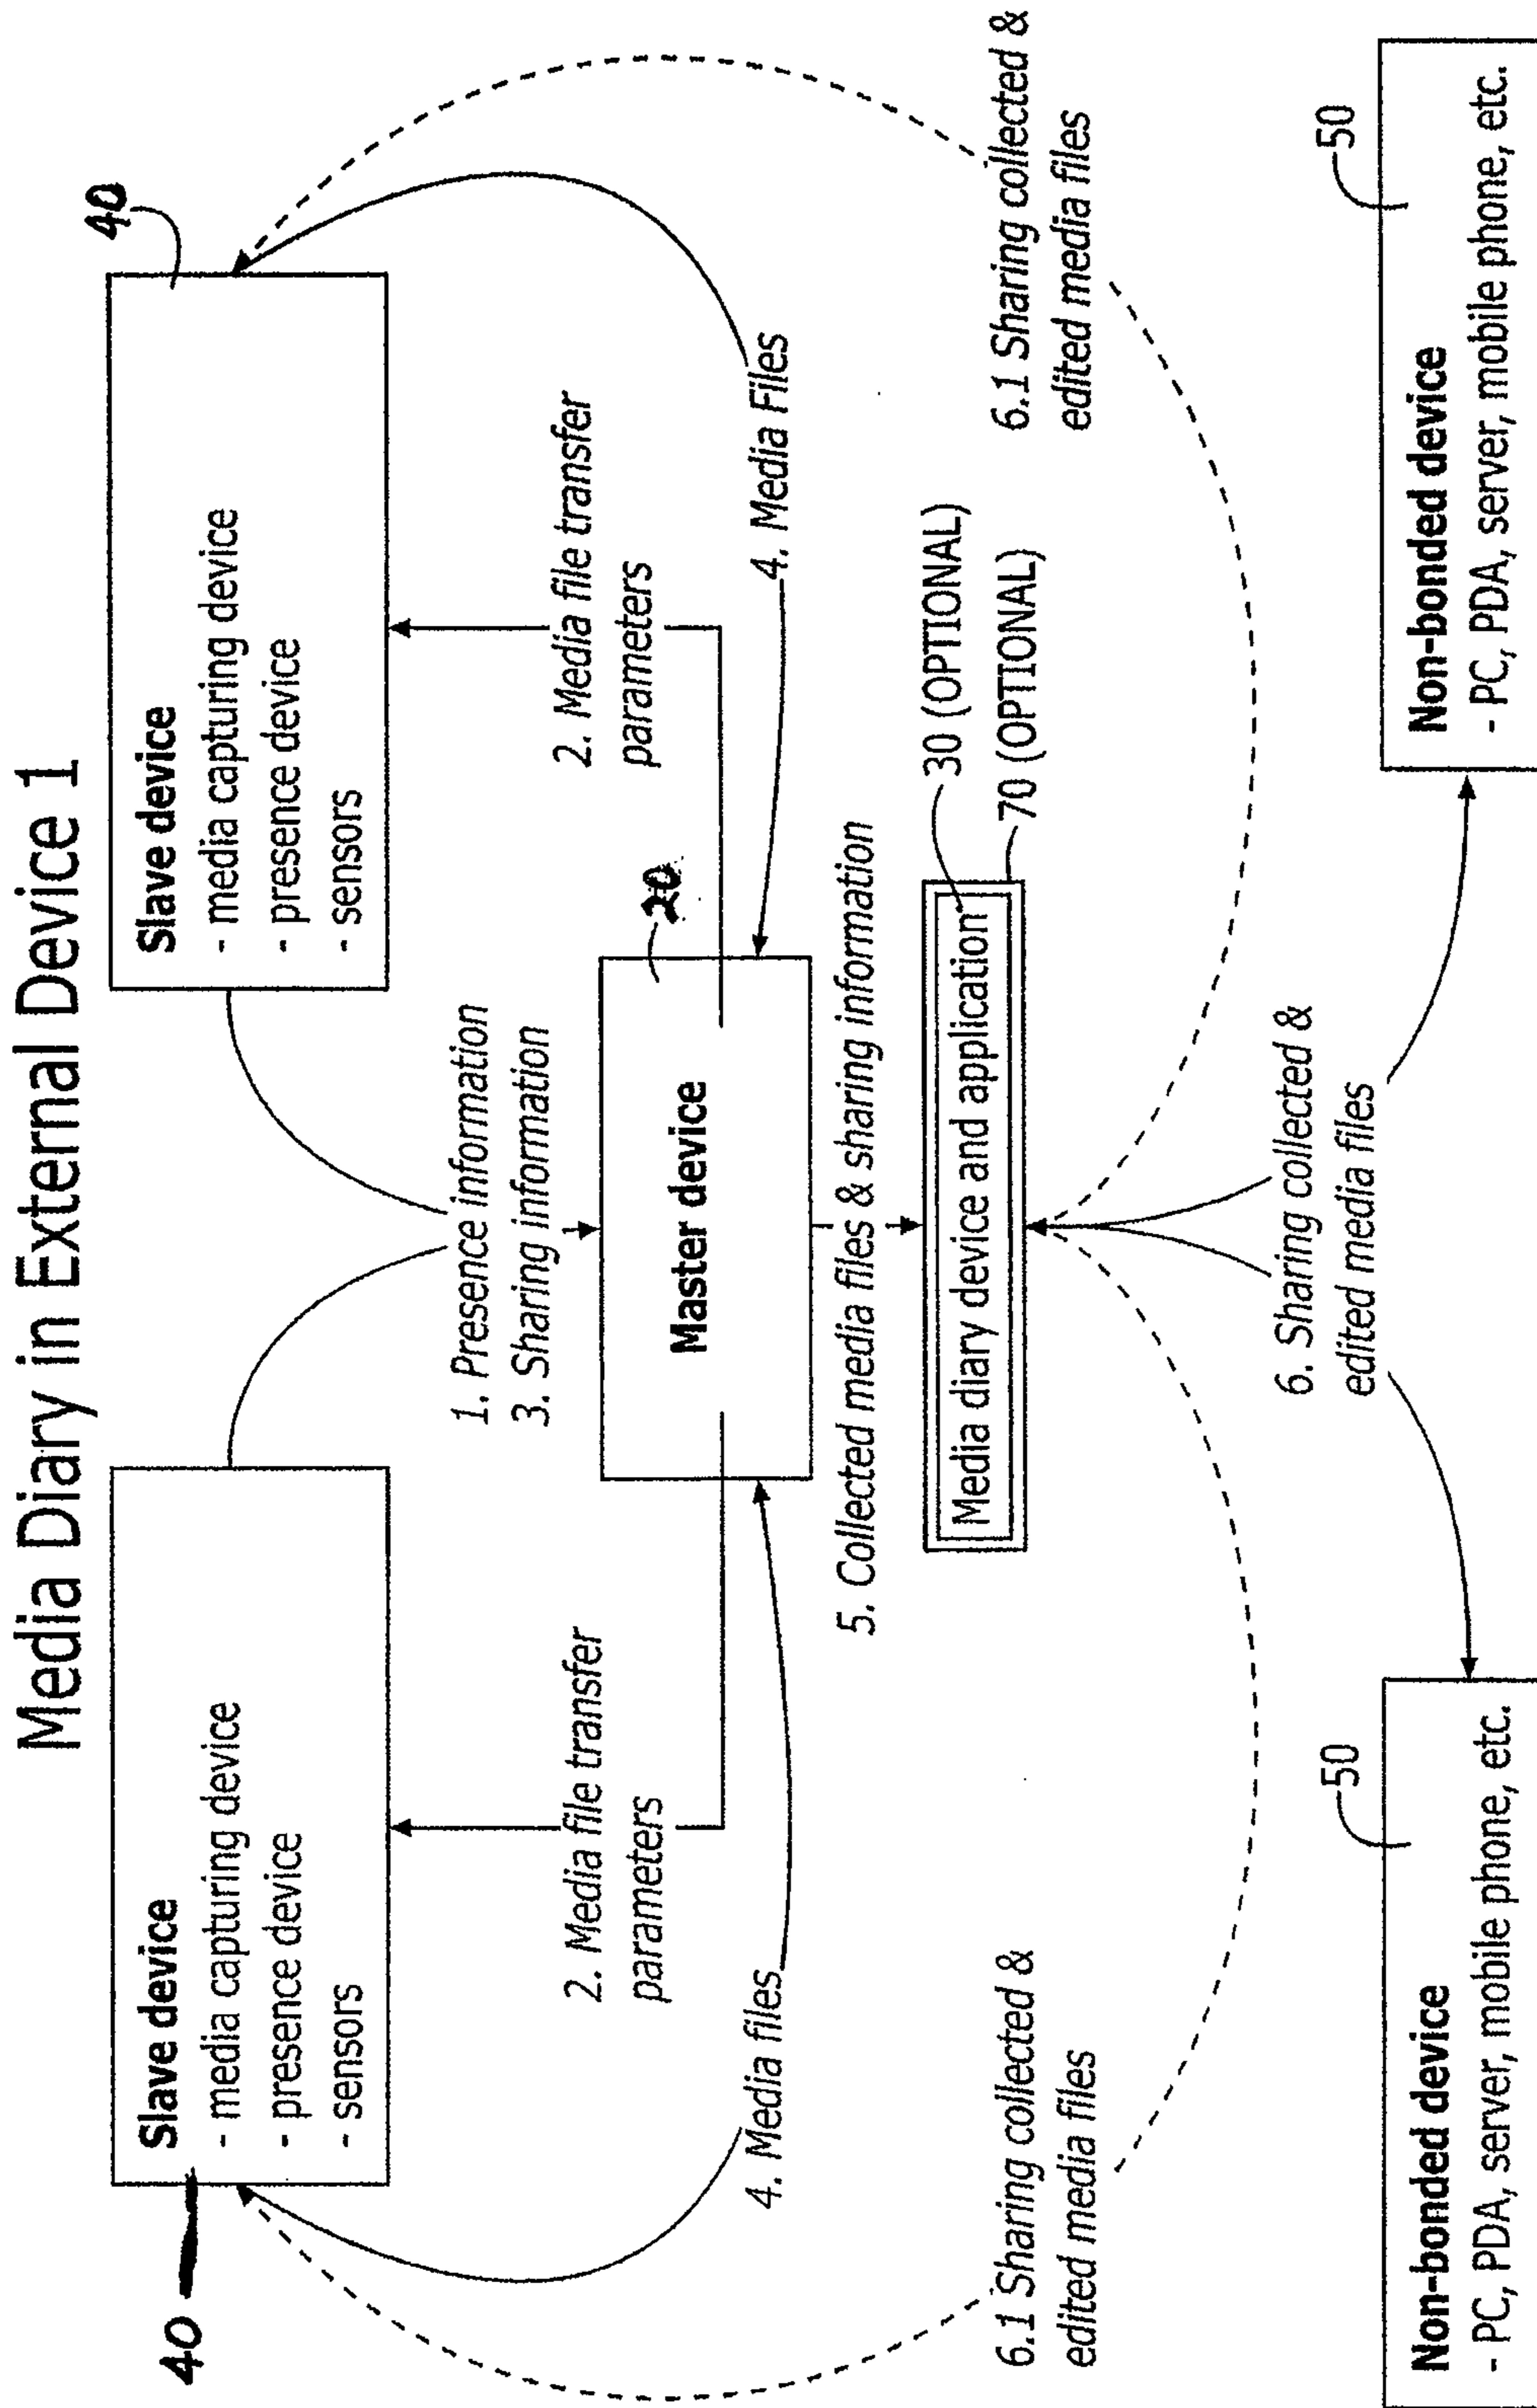 Media Diary in External Device 1
40
Slave device
- media capturing device
- presence device
- sensors
40
Slave device
- media capturing device
- presence device
- sensors
1. Presence information
3. Sharing information
2. Media file transfer
parameters
2. Media file transfer
parameters
20
Master device
4. Media files
4. Media Files
5. Collected media files & sharing information
Media diary device and application
30 (OPTIONAL)
70 (OPTIONAL)
6.1 Sharing collected &
edited media files
6.1 Sharing collected &
edited media files
6. Sharing collected &
edited media files
50
Non-bonded device
- PC, PDA, server, mobile phone, etc.
50
Non-bonded device
- PC, PDA, server, mobile phone, etc.